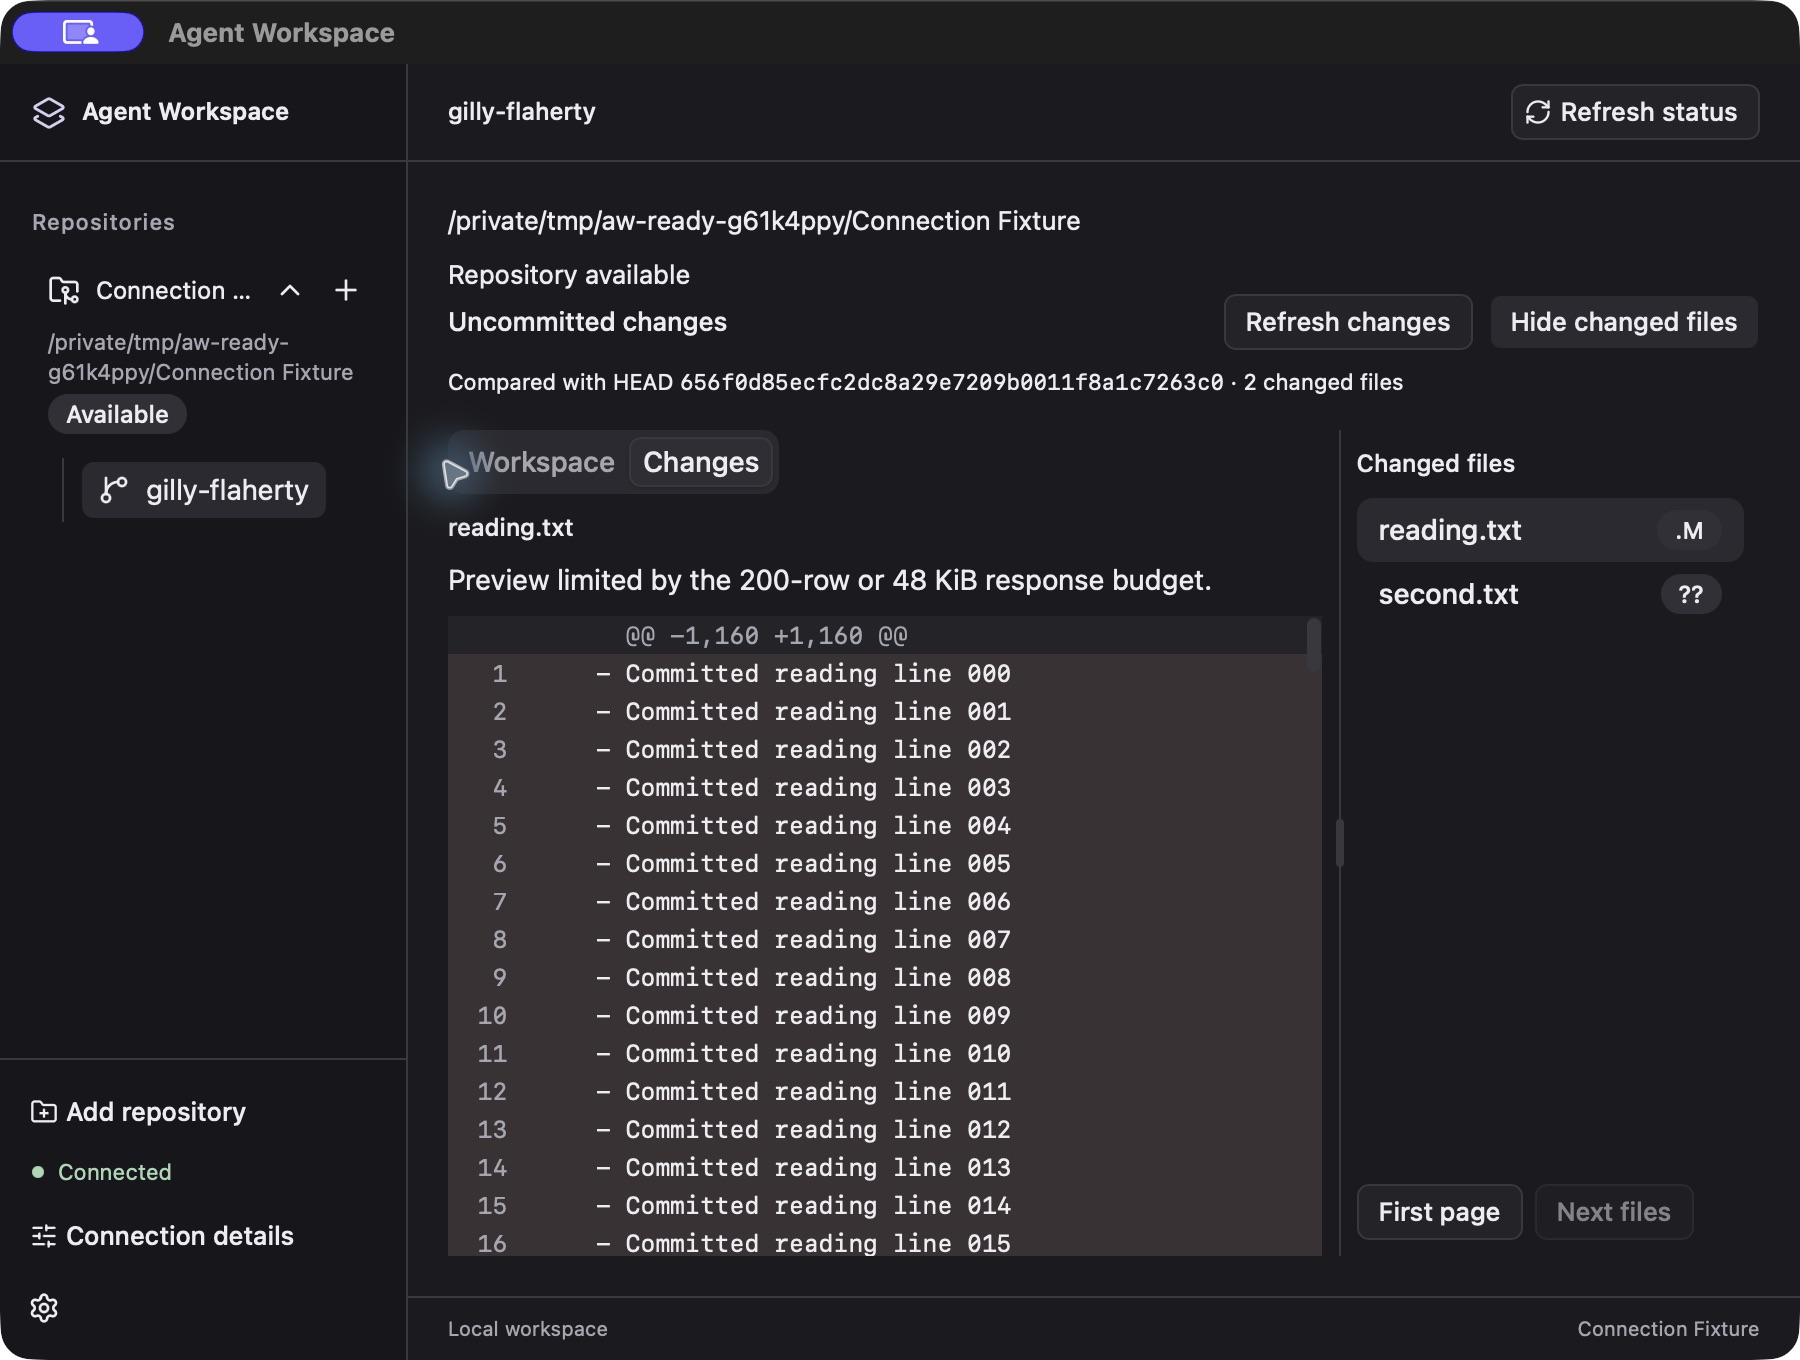 Agent Workspace
Agent Workspace
Repositories
Connection ...
/private/tmp/aw-ready-
g61k4ppy/Connection Fixture
Available
gilly-flaherty
Add repository
Connected
Connection details
gilly-flaherty
Refresh status
/private/tmp/aw-ready-g61k4ppy/Connection Fixture
Repository available
Uncommitted changes
Refresh changes
Hide changed files
Compared with HEAD 656f0d85ecfc2dc8a29e7209b0011f8a1c7263c0 · 2 changed files
Workspace
Changes
reading.txt
Preview limited by the 200-row or 48 KiB response budget.
@@ -1,160 +1,160 @@
1 - Committed reading line 000
2 - Committed reading line 001
3 - Committed reading line 002
4 - Committed reading line 003
5 - Committed reading line 004
6 - Committed reading line 005
7 - Committed reading line 006
8 - Committed reading line 007
9 - Committed reading line 008
10 - Committed reading line 009
11 - Committed reading line 010
12 - Committed reading line 011
13 - Committed reading line 012
14 - Committed reading line 013
15 - Committed reading line 014
16 - Committed reading line 015
Changed files
reading.txt .M
second.txt ??
First page
Next files
Local workspace
Connection Fixture